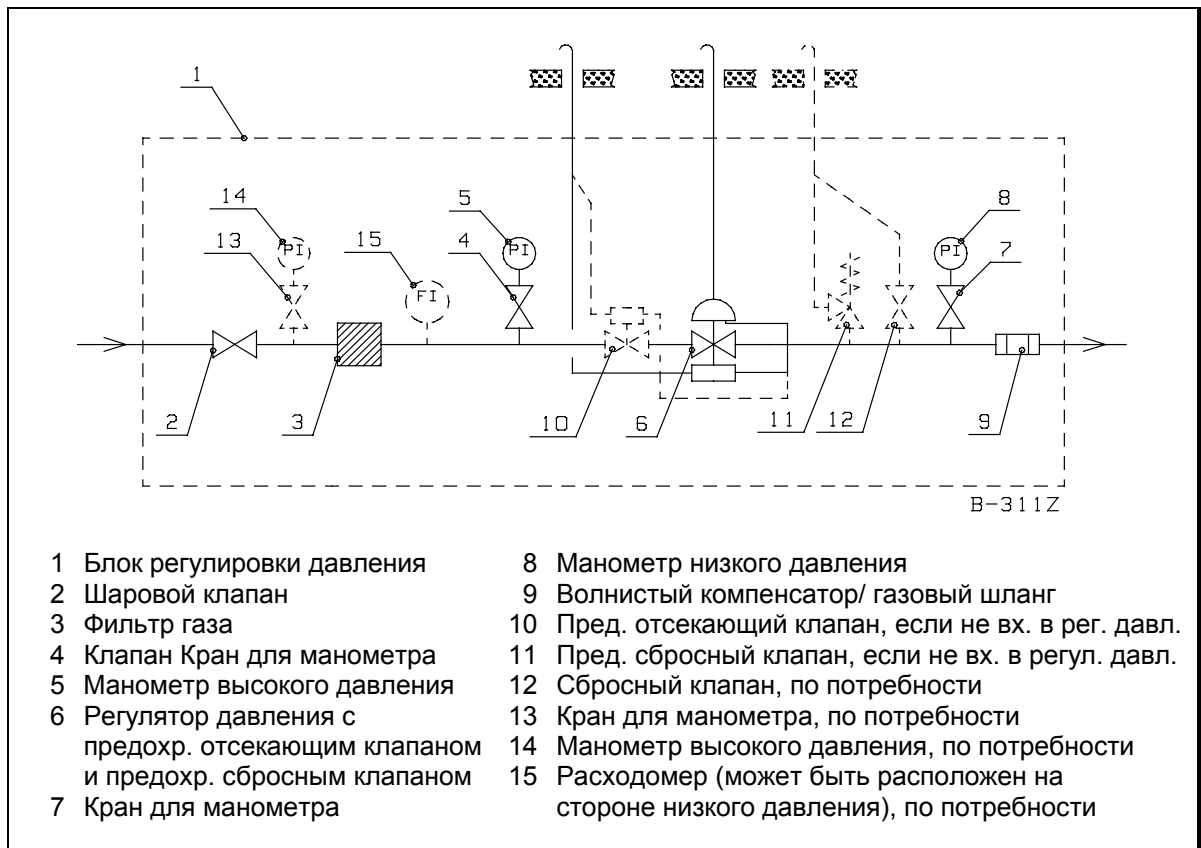 1
14
5
8
13
15
4
7
PI
FI
PI
PI
2
3
10
6
11
12
9
B-311Z
1 Блок регулировки давления
2 Шаровой клапан
3 Фильтр газа
4 Клапан Кран для манометра
5 Манометр высокого давления
6 Регулятор давления с
предохр. отсекающим клапаном
и предохр. сбросным клапаном
7 Кран для манометра
8 Манометр низкого давления
9 Волнистый компенсатор/ газовый шланг
10 Пред. отсекающий клапан, если не вх. в рег. давл.
11 Пред. сбросный клапан, если не вх. в регул. давл.
12 Сбросный клапан, по потребности
13 Кран для манометра, по потребности
14 Манометр высокого давления, по потребности
15 Расходомер (может быть расположен на
стороне низкого давления), по потребности